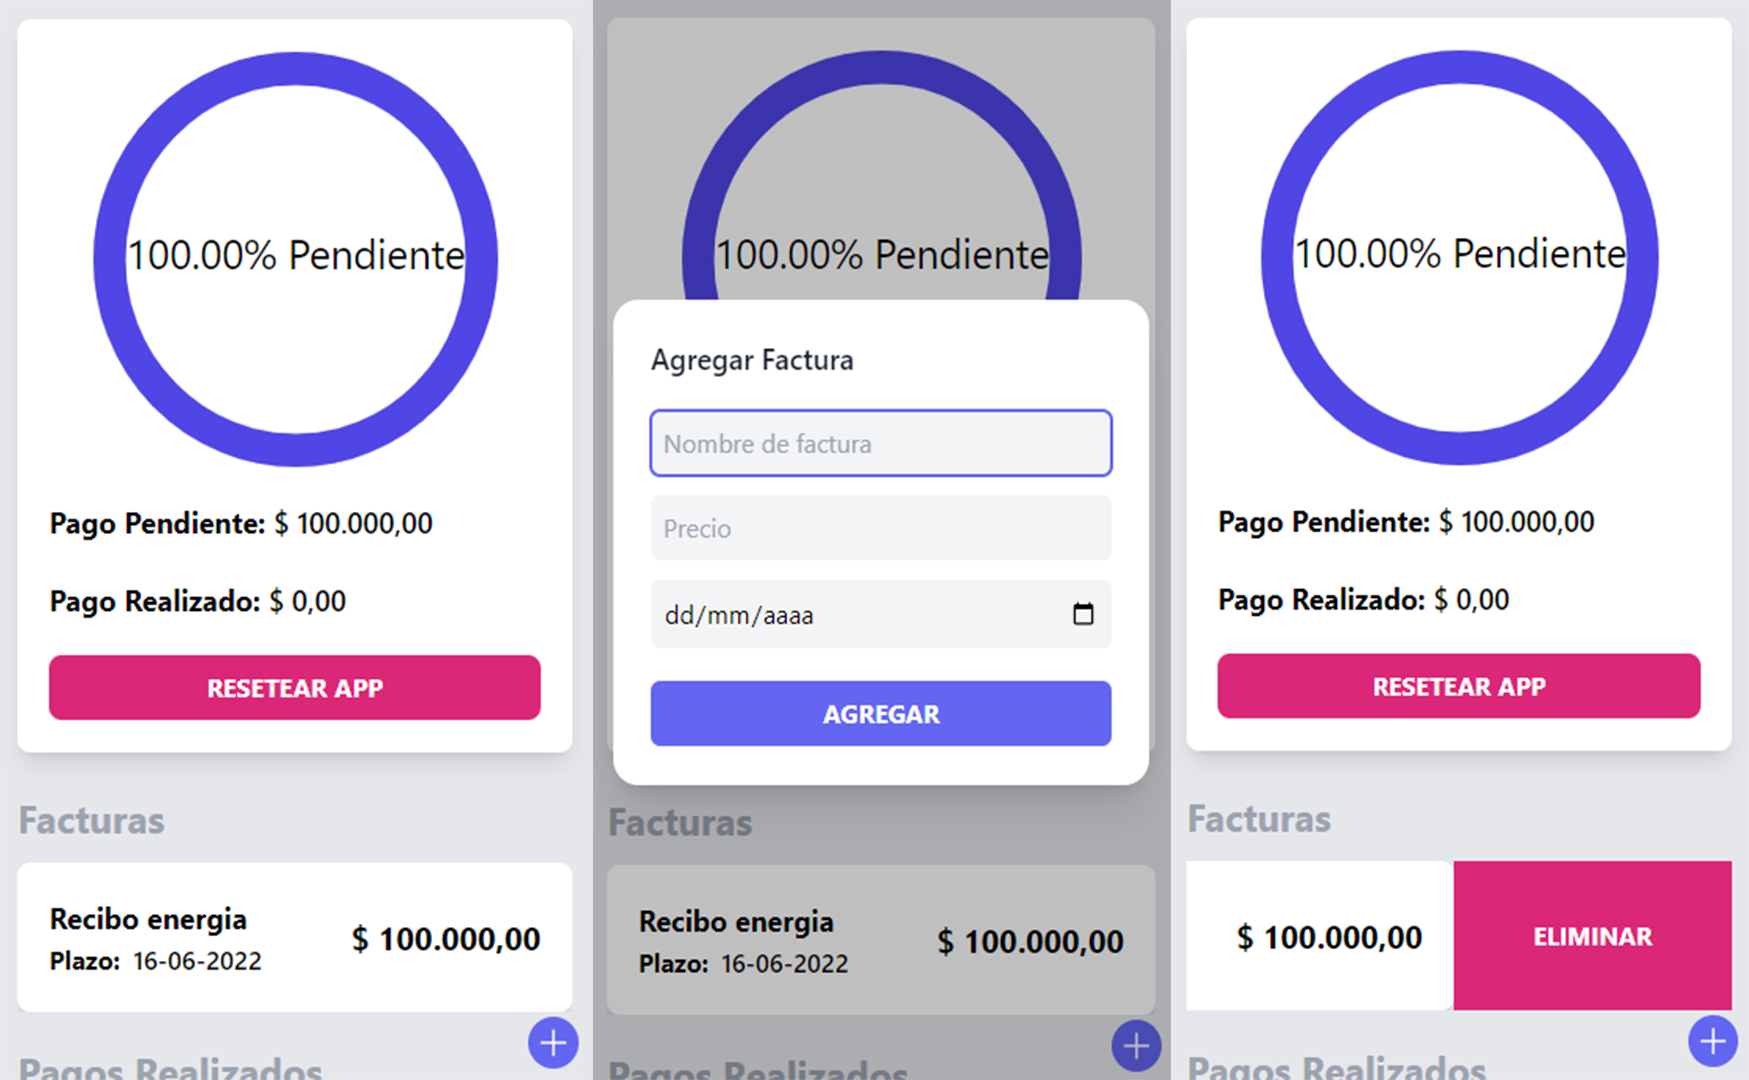 100.00% Pendiente
Pago Pendiente: $ 100.000,00
Pago Realizado: $ 0,00
RESETEAR APP
Facturas
Recibo energia
Plazo: 16-06-2022
$ 100.000,00
+
Pagos Realizados
100.00% Pendiente
Agregar Factura
Nombre de factura
Precio
dd/mm/aaaa
AGREGAR
Facturas
Recibo energia
Plazo: 16-06-2022
$ 100.000,00
+
Pagos Realizados
100.00% Pendiente
Pago Pendiente: $ 100.000,00
Pago Realizado: $ 0,00
RESETEAR APP
Facturas
$ 100.000,00
ELIMINAR
+
Pagos Realizados